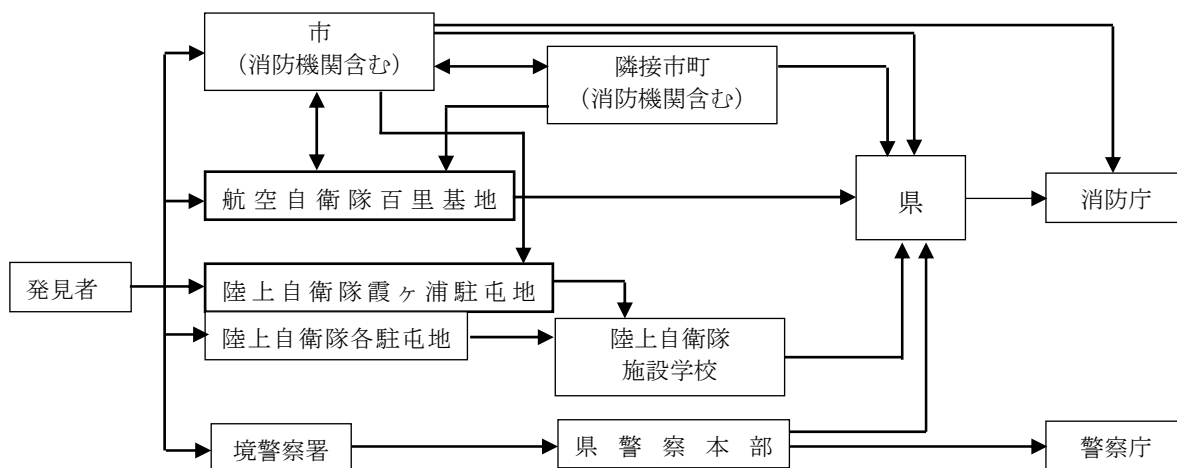 市
（消防機関含む）
隣接市町
（消防機関含む）
航空自衛隊百里基地
県
消防庁
発見者
陸上自衛隊霞ヶ浦駐屯地
陸上自衛隊各駐屯地
陸上自衛隊
施設学校
境警察署
県警察本部
警察庁